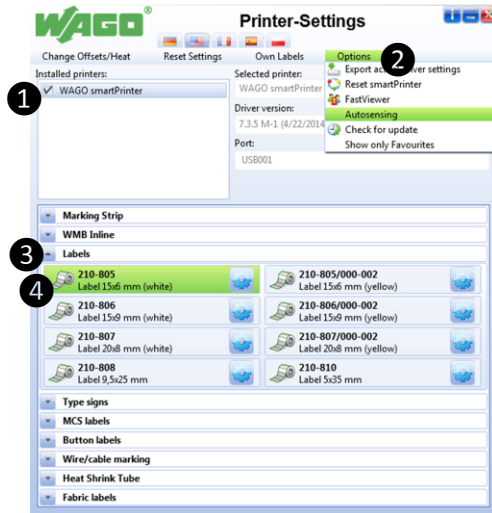 WAGO® Printer-Settings
Change Offsets/Heat Reset Settings Own Labels Options 2
Installed printers:
1 WAGO smartPrinter
Selected printer:
WAGO smartPrinter
Driver version:
7.3.5 M-1 (4/22/2014
Port:
USB001
Export driver settings
Reset smartPrinter
FastViewer
Autosensing
Check for update
Show only Favourites
Marking Strip
WMB Inline
3 Labels
4 210-805
Label 15x6 mm (white)
210-805/000-002
Label 15x6 mm (yellow)
210-806
Label 15x9 mm (white)
210-806/000-002
Label 15x9 mm (yellow)
210-807
Label 20x8 mm (white)
210-807/000-002
Label 20x8 mm (yellow)
210-808
Label 9,5x25 mm
210-810
Label 5x35 mm
Type signs
MCS labels
Button labels
Wire/cable marking
Heat Shrink Tube
Fabric labels